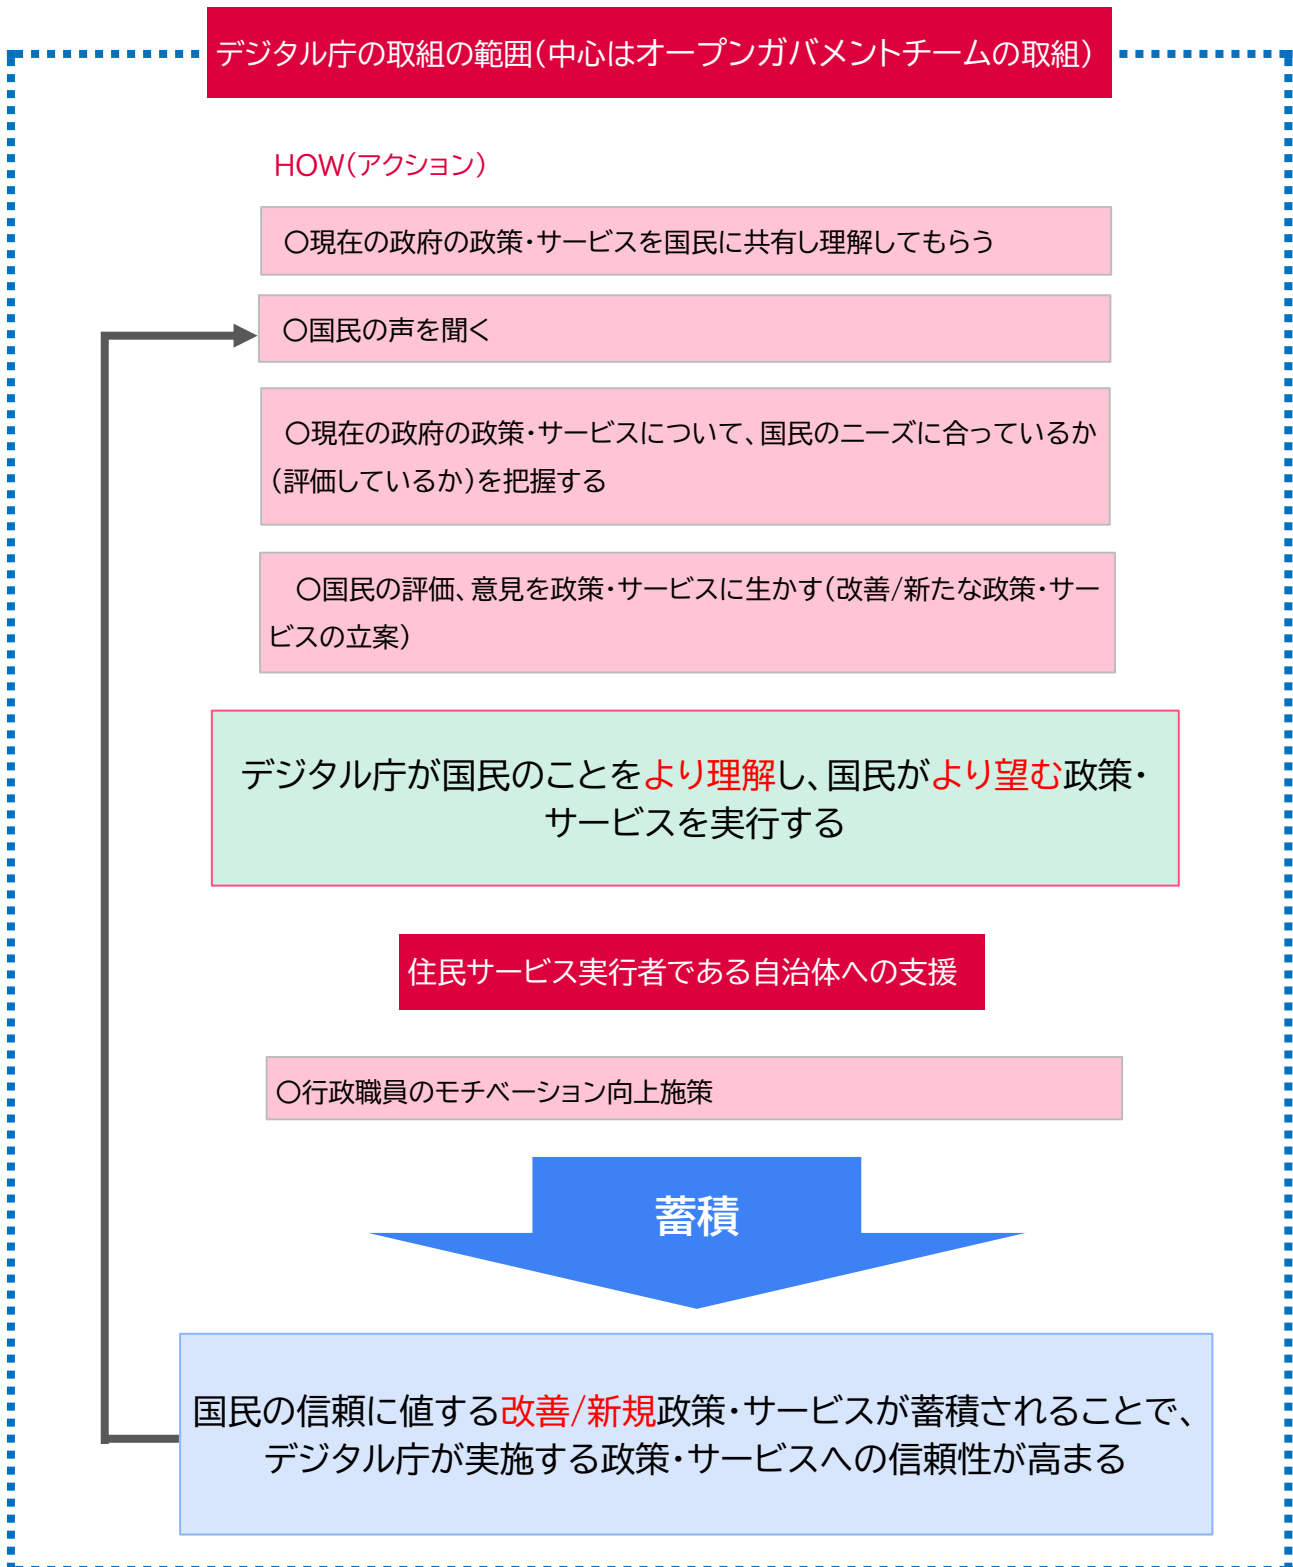 デジタル庁の取組の範囲(中心はオープンガバメントチームの取組)
HOW(アクション)
〇現在の政府の政策・サービスを国民に共有し理解してもらう
〇国民の声を聞く
〇現在の政府の政策・サービスについて、国民のニーズに合っているか
(評価しているか)を把握する
〇国民の評価、意見を政策・サービスに生かす(改善/新たな政策・サー
ビスの立案)
デジタル庁が国民のことをより理解し、国民がより望む政策・
サービスを実行する
住民サービス実行者である自治体への支援
〇行政職員のモチベーション向上施策
蓄積
国民の信頼に値する改善/新規政策・サービスが蓄積されることで、
デジタル庁が実施する政策・サービスへの信頼性が高まる